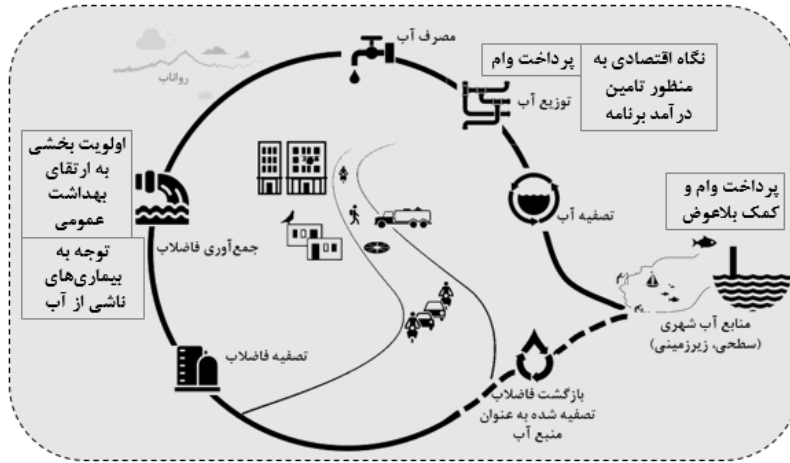 مصرف آب
رواناب
پرداخت وام
نگاه اقتصادی به
منظور تامین
درآمد برنامه
توزیع آب
اولویت بخشی
به ارتقای
بهداشت
عمومی
توجه به
بیماری‌های
ناشی از آب
جمع‌آوری فاضلاب
تصفیه آب
پرداخت وام و
کمک بلاعوض
منابع آب شهری
(سطحی، زیرزمینی)
تصفیه فاضلاب
بازگشت فاضلاب
تصفیه شده به عنوان
منبع آب